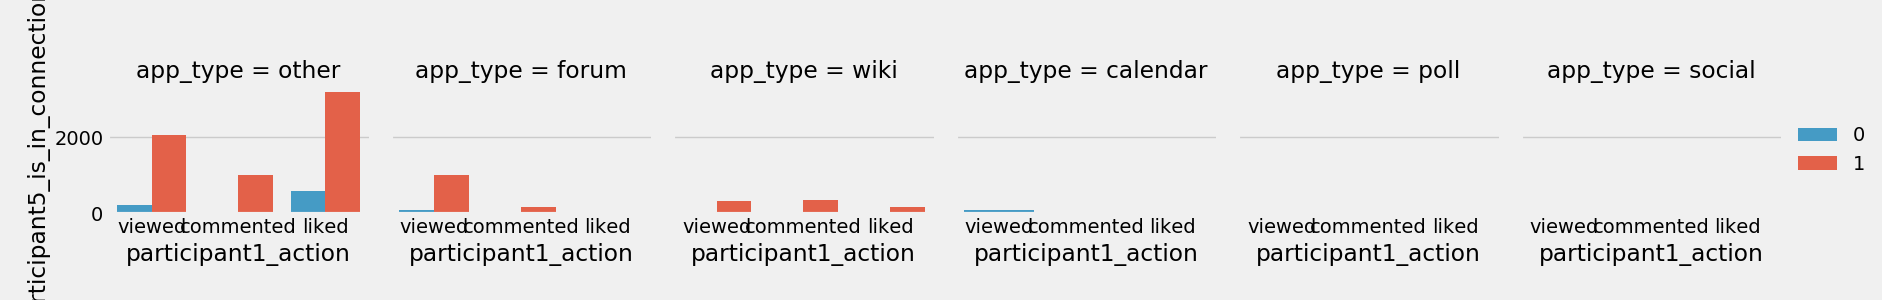 rticipant5_is_in_connection
app_type = other
app_type = forum
app_type = wiki
app_type = calendar
app_type = poll
app_type = social
2000
0
viewed commented liked
viewed commented liked
viewed commented liked
viewed commented liked
viewed commented liked
viewed commented liked
participant1_action
participant1_action
participant1_action
participant1_action
participant1_action
participant1_action
0
1